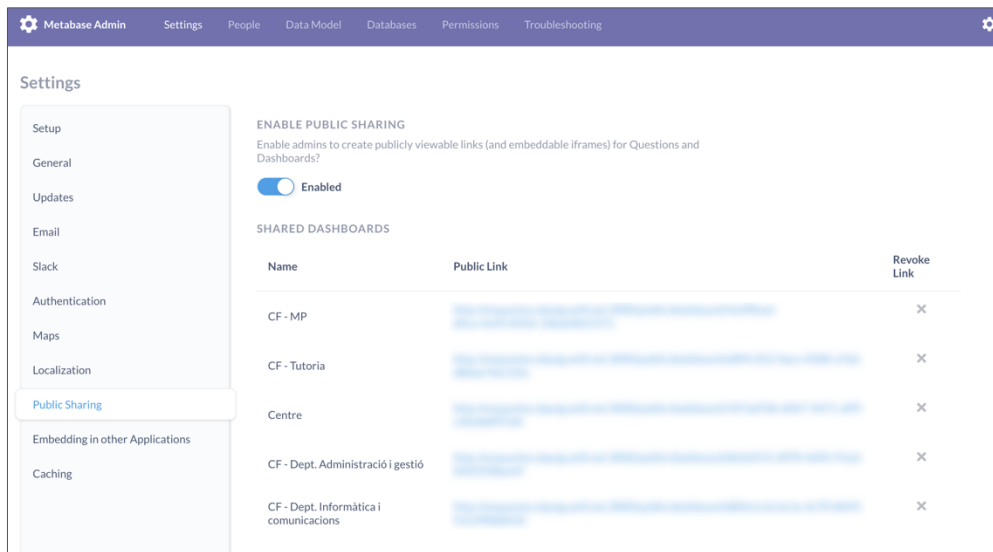 Metabase Admin Settings People Data Model Databases Permissions Troubleshooting
Settings
Setup
General
Updates
Email
Slack
Authentication
Maps
Localization
Public Sharing
Embedding in other Applications
Caching
ENABLE PUBLIC SHARING
Enable admins to create publicly viewable links (and embeddable iframes) for Questions and
Dashboards?
Enabled
SHARED DASHBOARDS
Name Public Link Revoke
Link
CF - MP
CF - Tutoria
Centre
CF - Dept. Administració i gestió
CF - Dept. Informàtica i
comunicacions